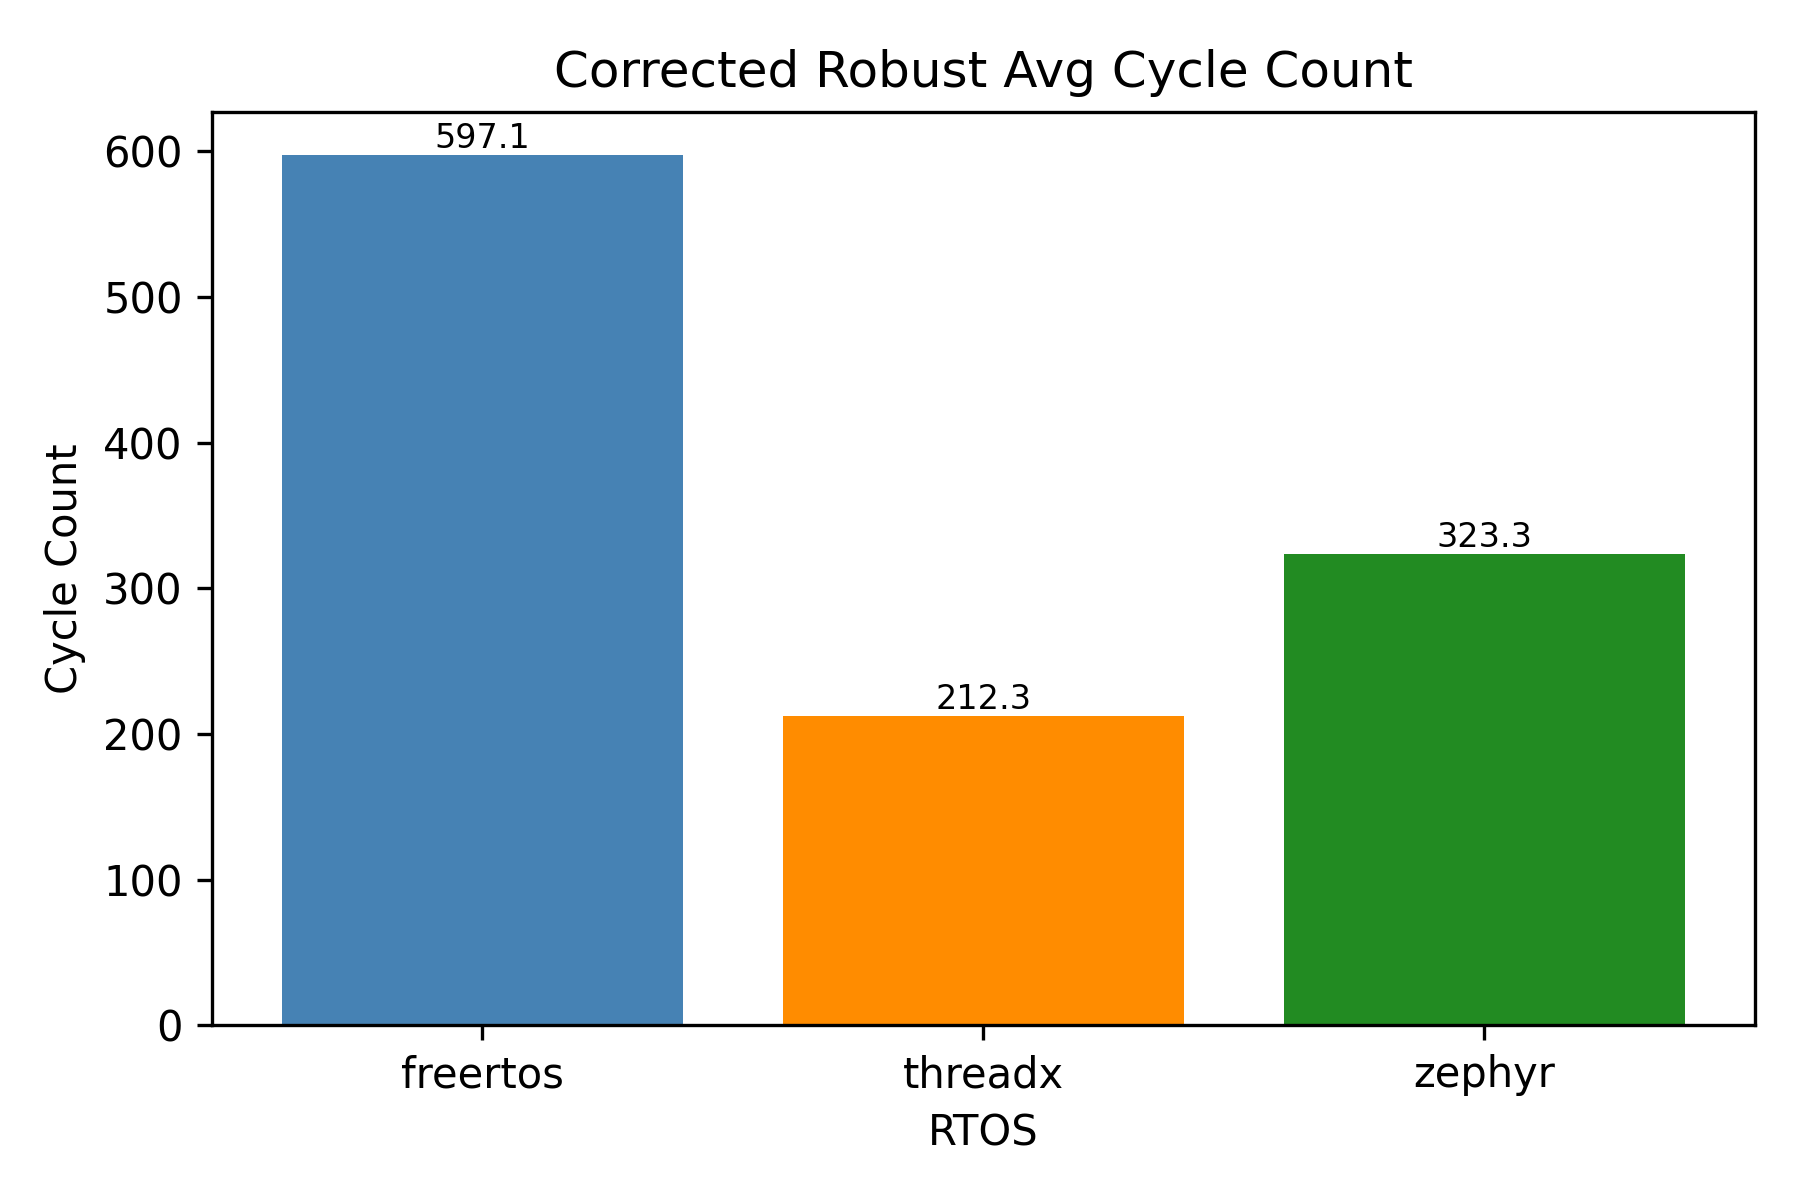 Corrected Robust Avg Cycle Count
597.1
212.3
323.3
600
500
400
300
200
100
0
Cycle Count
freertos
threadx
zephyr
RTOS